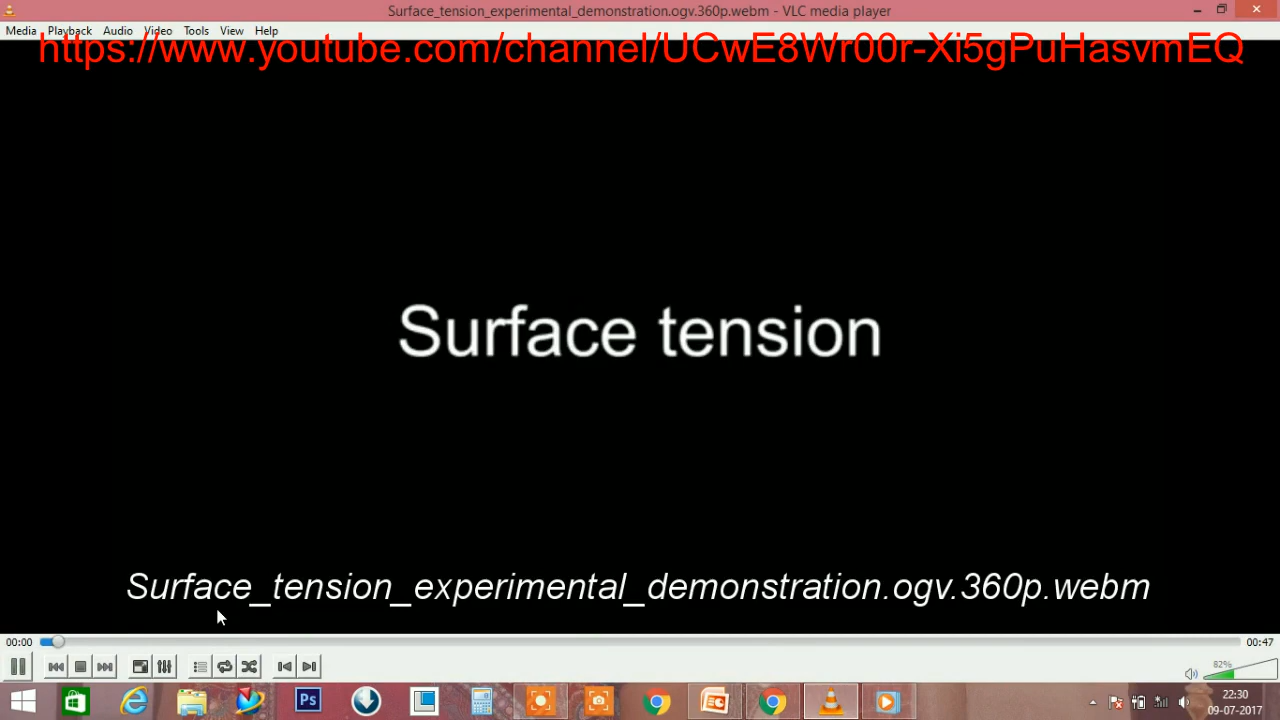 Surface_tension_experimental_demonstration.ogv.360p.webm - VLC media player
Media Playback Audio Video Tools View Help
https://www.youtube.com/channel/UCwE8Wr00r-Xi5gPuHasvmEQ
Surface tension
Surface_tension_experimental_demonstration.ogv.360p.webm
00:00 00:47
82%
Ps
22:30
09-07-2017